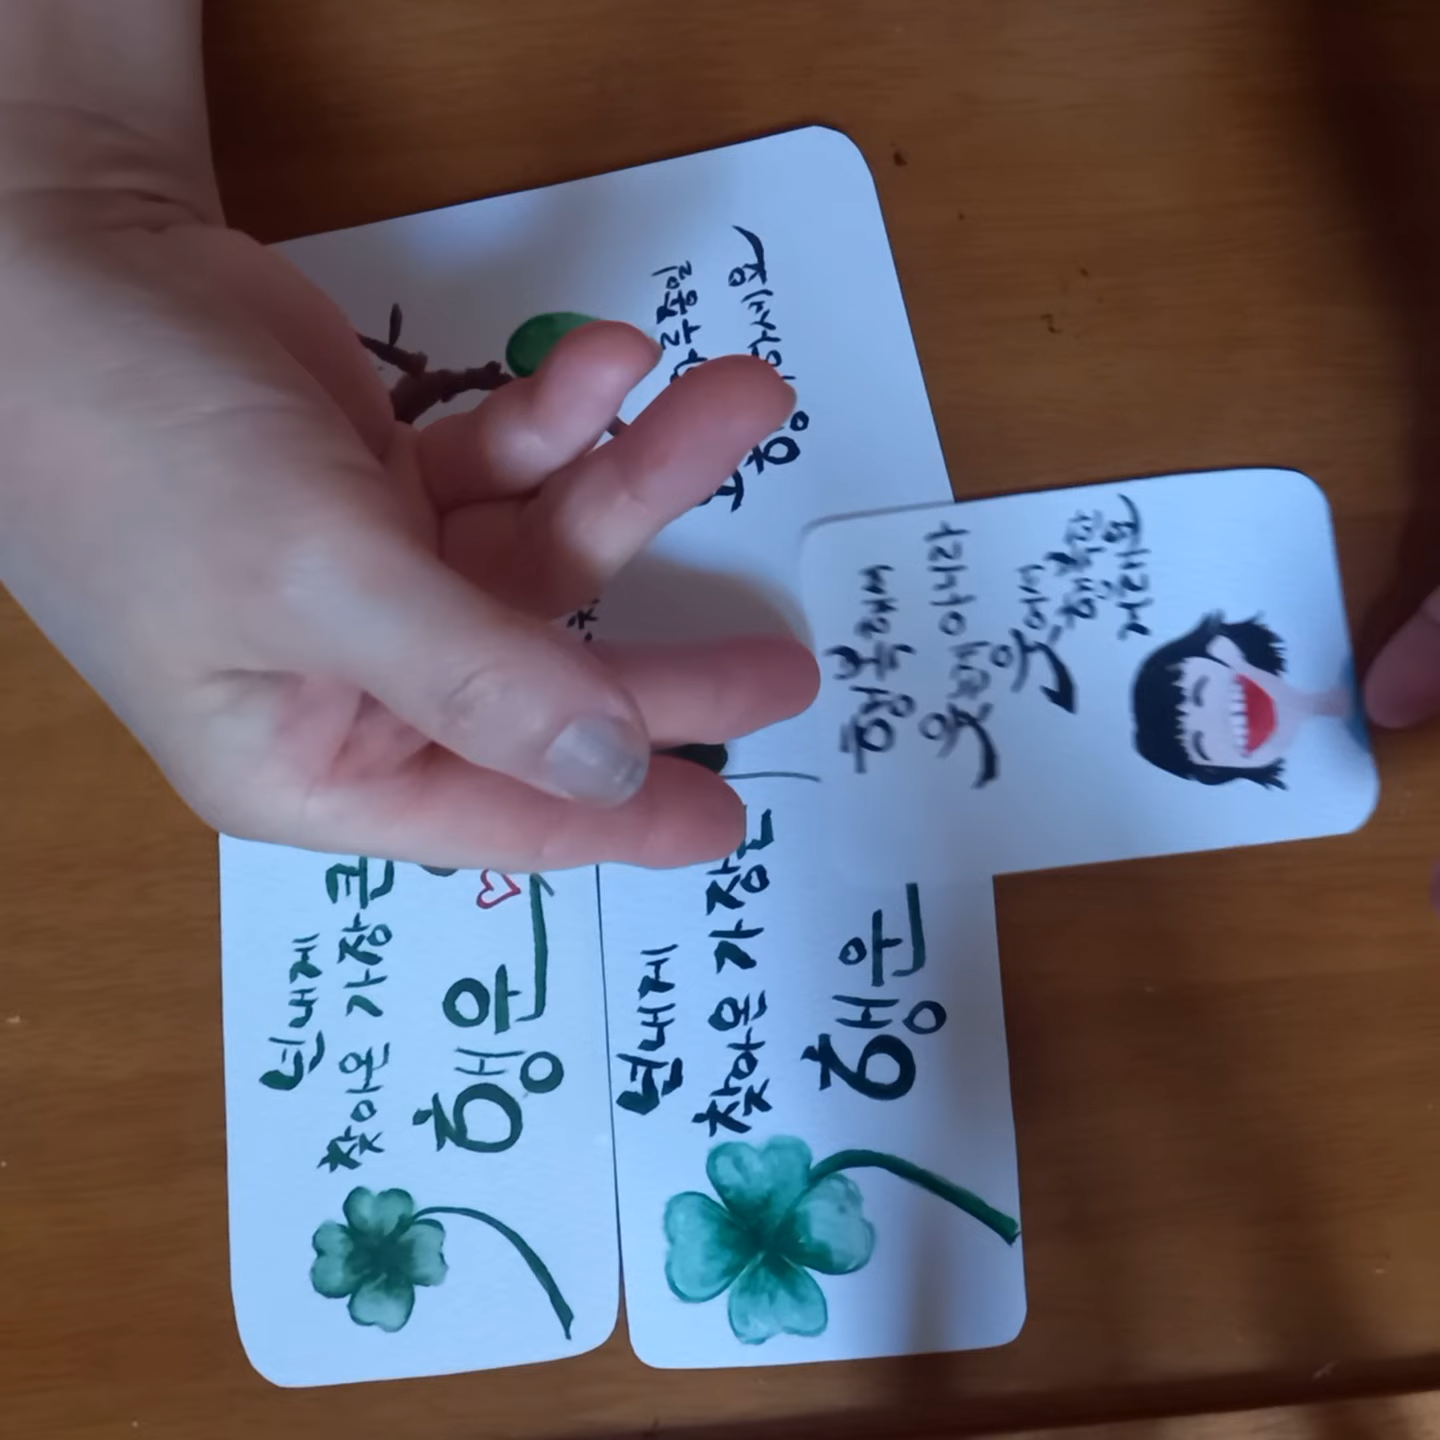 종일
행복해서
웃는게 아니라
웃어서
행복한
거래요
넌 내게
찾아온 가장 큰
행운
넌 내게
찾아온 가장
행운